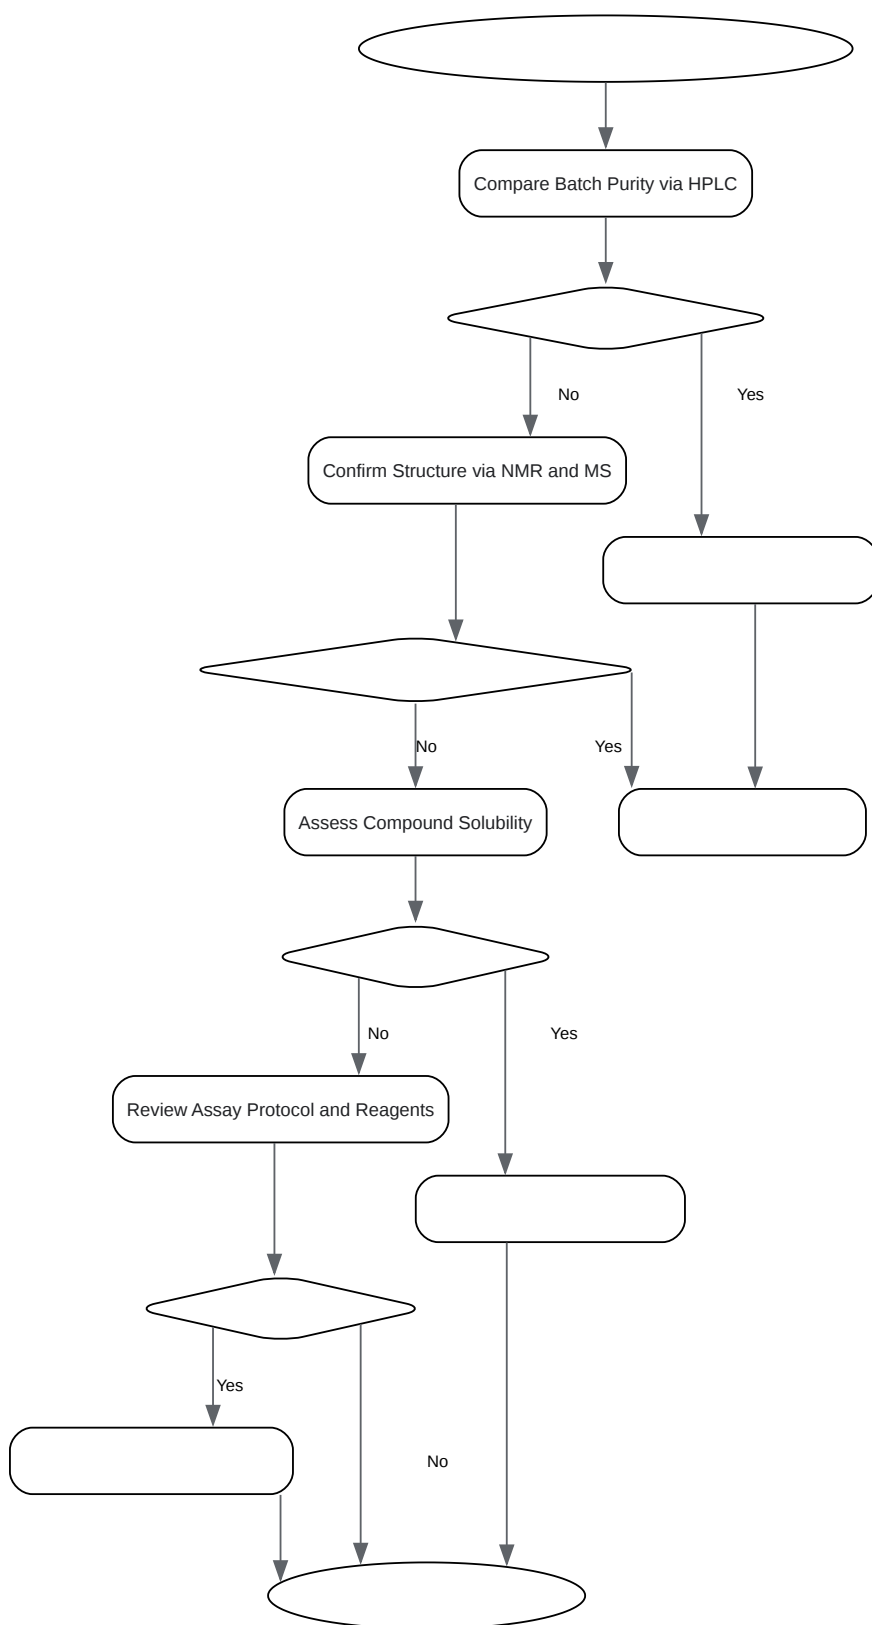 Compare Batch Purity via HPLC
No
Yes
Confirm Structure via NMR and MS
No
Yes
Assess Compound Solubility
No
Yes
Review Assay Protocol and Reagents
Yes
No